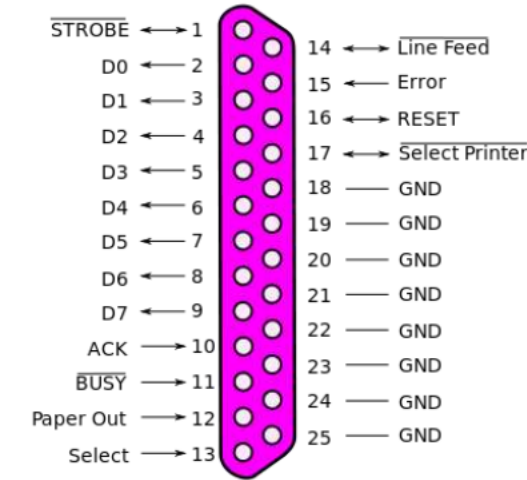 STROBE 1
D0 2
D1 3
D2 4
D3 5
D4 6
D5 7
D6 8
D7 9
ACK 10
BUSY 11
Paper Out 12
Select 13
14 Line Feed
15 Error
16 RESET
17 Select Printer
18 GND
19 GND
20 GND
21 GND
22 GND
23 GND
24 GND
25 GND